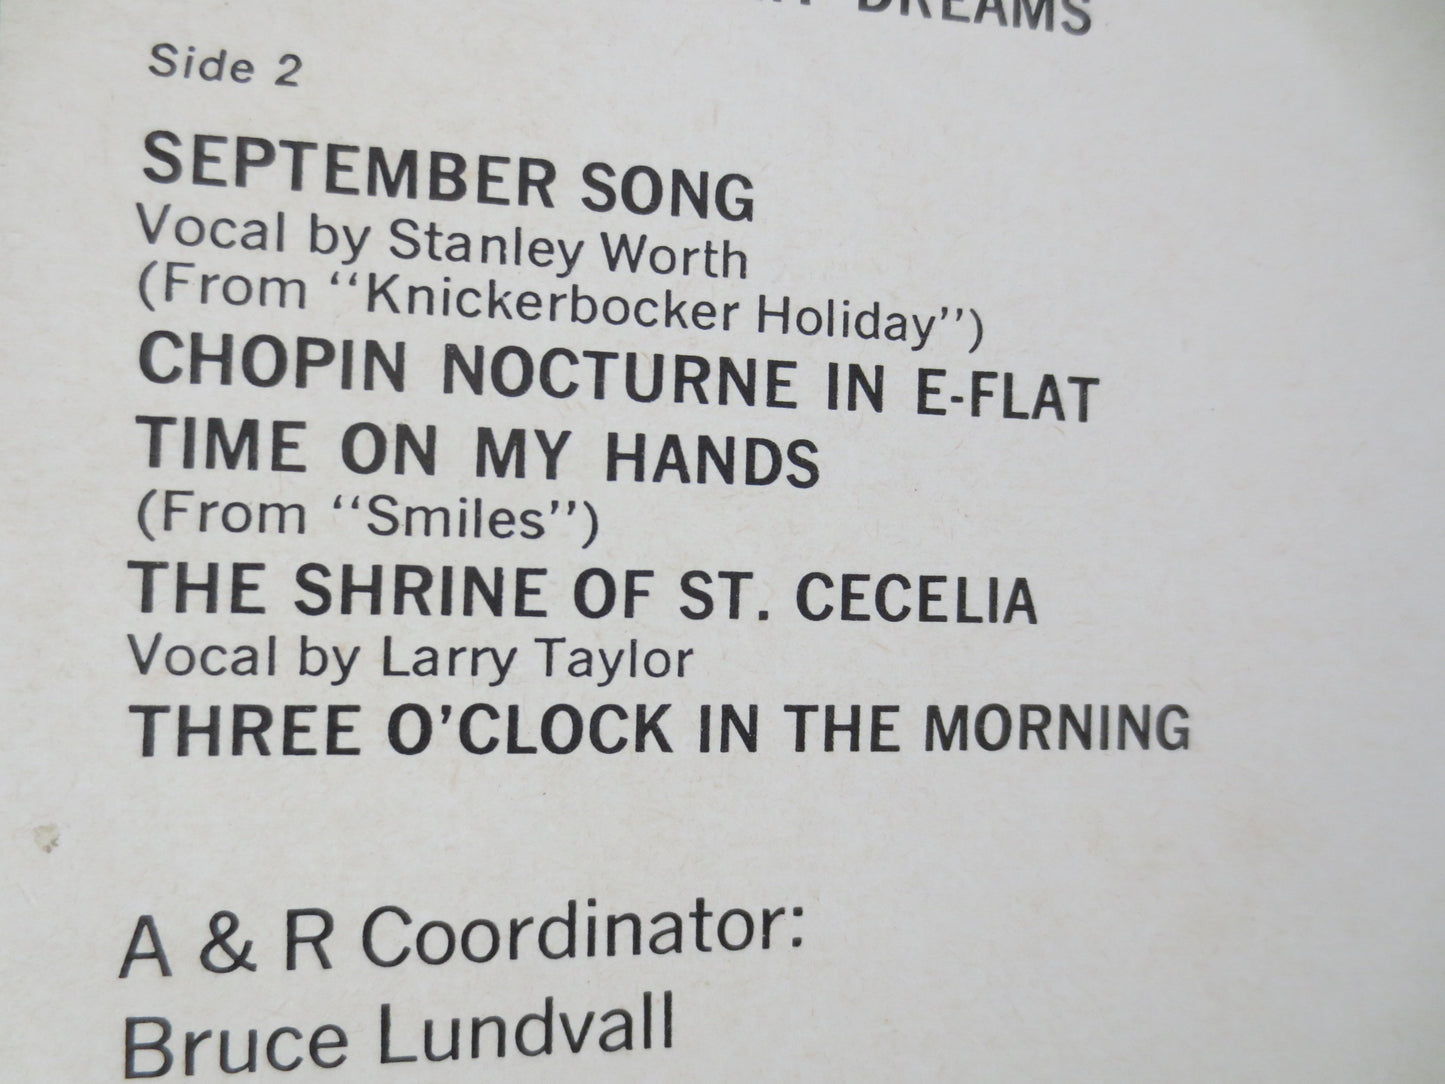 DREAMS
Side 2
SEPTEMBER SONG
Vocal by Stanley Worth
(From "Knickerbocker Holiday")
CHOPIN NOCTURNE IN E-FLAT
TIME ON MY HANDS
(From "Smiles")
THE SHRINE OF ST. CECELIA
Vocal by Larry Taylor
THREE O'CLOCK IN THE MORNING
A & R Coordinator:
Bruce Lundvall